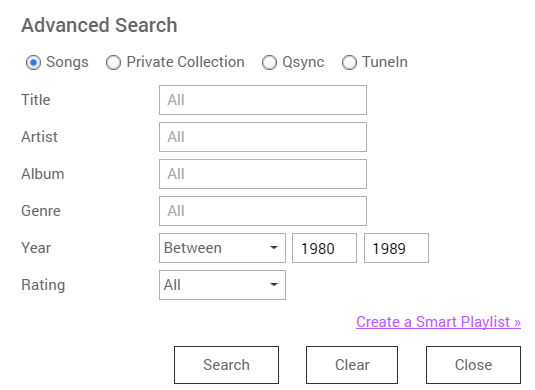 Advanced Search
Songs Private Collection Qsync TuneIn
Title All
Artist All
Album All
Genre All
Year Between 1980 1989
Rating All
Create a Smart Playlist »
Search Clear Close